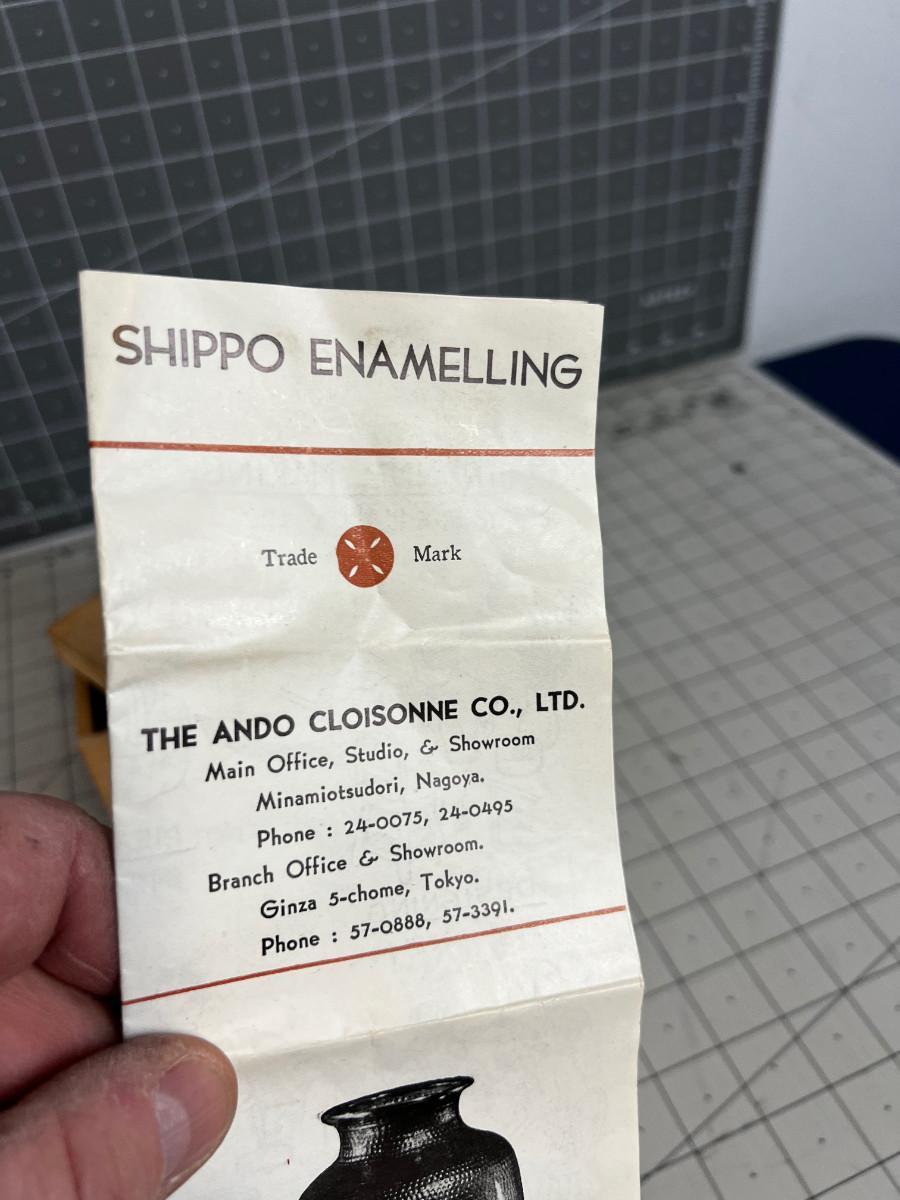 SHIPPO ENAMELLING
Trade Mark
THE ANDO CLOISONNE CO., LTD.
Main Office, Studio, & Showroom
Minamiotsudori, Nagoya.
Phone : 24-0075, 24-0495
Branch Office & Showroom.
Ginza 5-chome, Tokyo.
Phone : 57-0888, 57-3391.